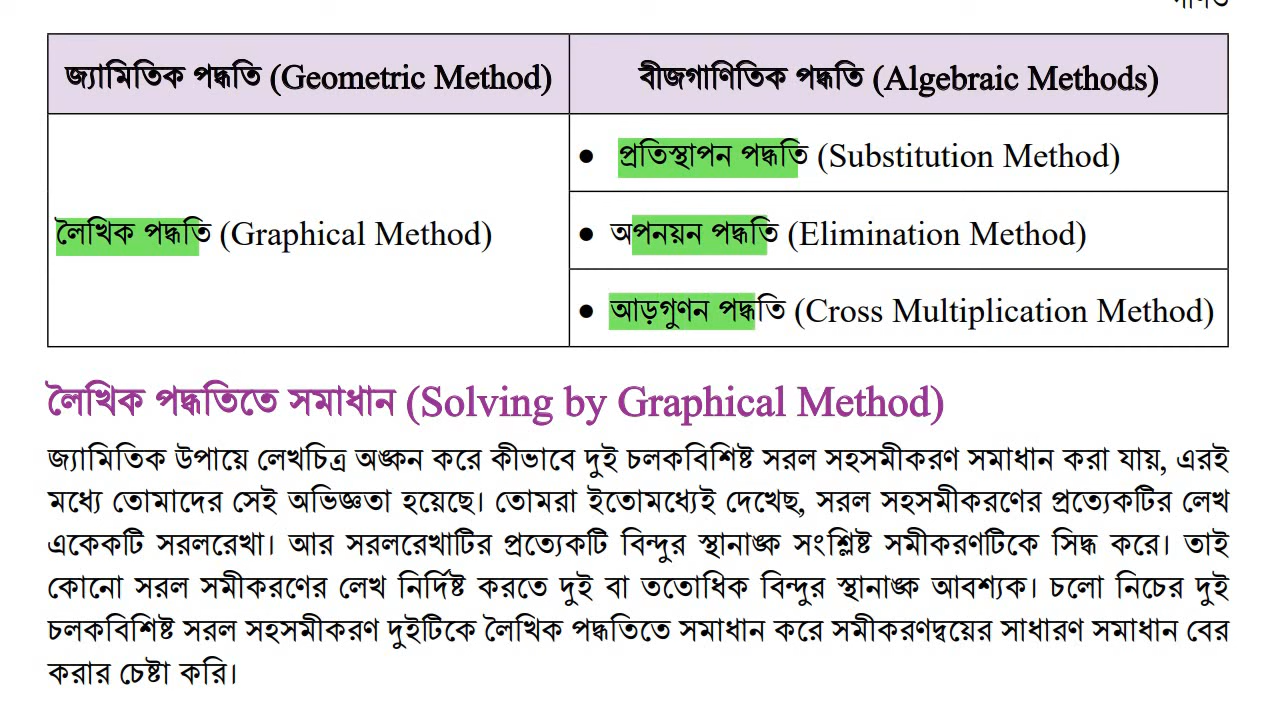 জ্যামিতিক পদ্ধতি (Geometric Method)
বীজগাণিতিক পদ্ধতি (Algebraic Methods)
লৈখিক পদ্ধতি (Graphical Method)
● প্রতিস্থাপন পদ্ধতি (Substitution Method)
● অপনয়ন পদ্ধতি (Elimination Method)
● আড়গুণন পদ্ধতি (Cross Multiplication Method)
লৈখিক পদ্ধতিতে সমাধান (Solving by Graphical Method)
জ্যামিতিক উপায়ে লেখচিত্র অঙ্কন করে কীভাবে দুই চলকবিশিষ্ট সরল সহসমীকরণ সমাধান করা যায়, এরই
মধ্যে তোমাদের সেই অভিজ্ঞতা হয়েছে। তোমরা ইতোমধ্যেই দেখেছ, সরল সহসমীকরণের প্রত্যেকটির লেখ
একেকটি সরলরেখা। আর সরলরেখাটির প্রত্যেকটি বিন্দুর স্থানাঙ্ক সংশ্লিষ্ট সমীকরণটিকে সিদ্ধ করে। তাই
কোনো সরল সমীকরণের লেখ নির্দিষ্ট করতে দুই বা ততোধিক বিন্দুর স্থানাঙ্ক আবশ্যক। চলো নিচের দুই
চলকবিশিষ্ট সরল সহসমীকরণ দুইটিকে লৈখিক পদ্ধতিতে সমাধান করে সমীকরণদ্বয়ের সাধারণ সমাধান বের
করার চেষ্টা করি।